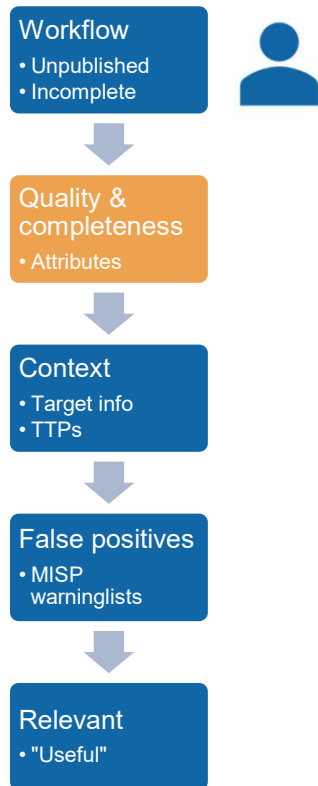 Workflow
• Unpublished
• Incomplete
Quality &
completeness
• Attributes
Context
• Target info
• TTPs
False positives
• MISP
warninglists
Relevant
• "Useful"